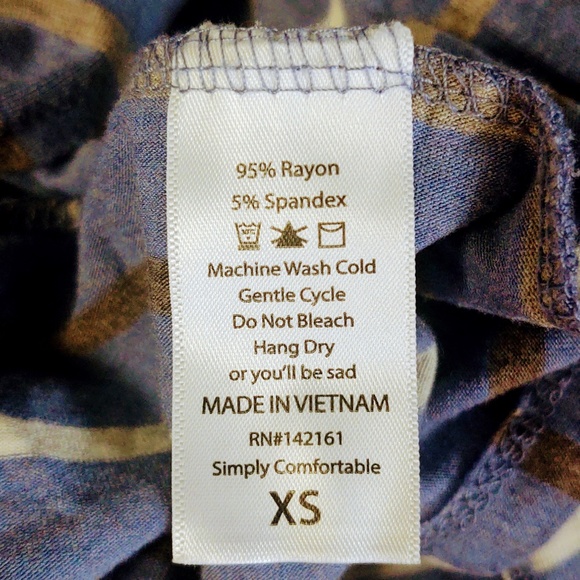 95% Rayon
5% Spandex
Machine Wash Cold
Gentle Cycle
Do Not Bleach
Hang Dry
or you'll be sad
MADE IN VIETNAM
RN#142161
Simply Comfortable
XS